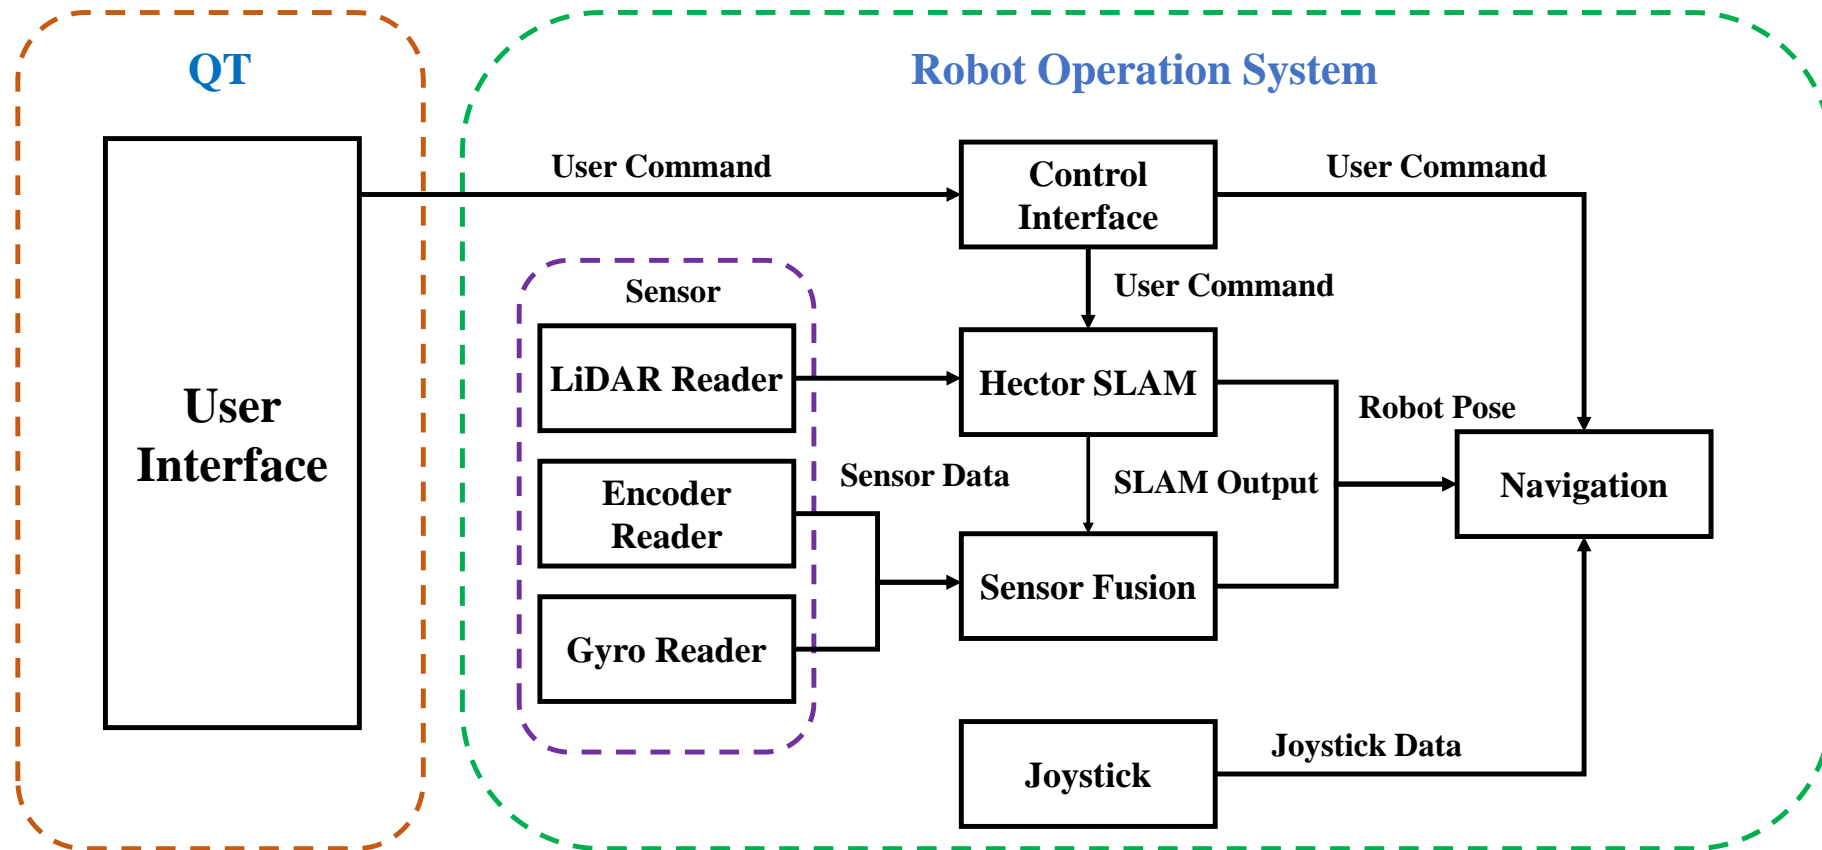 QT
Robot Operation System
User Command
Control
Interface
User Command
User Command
Sensor
LiDAR Reader
Hector SLAM
Robot Pose
User
Interface
Encoder
Reader
Sensor Data
SLAM Output
Navigation
Sensor Fusion
Gyro Reader
Joystick
Joystick Data